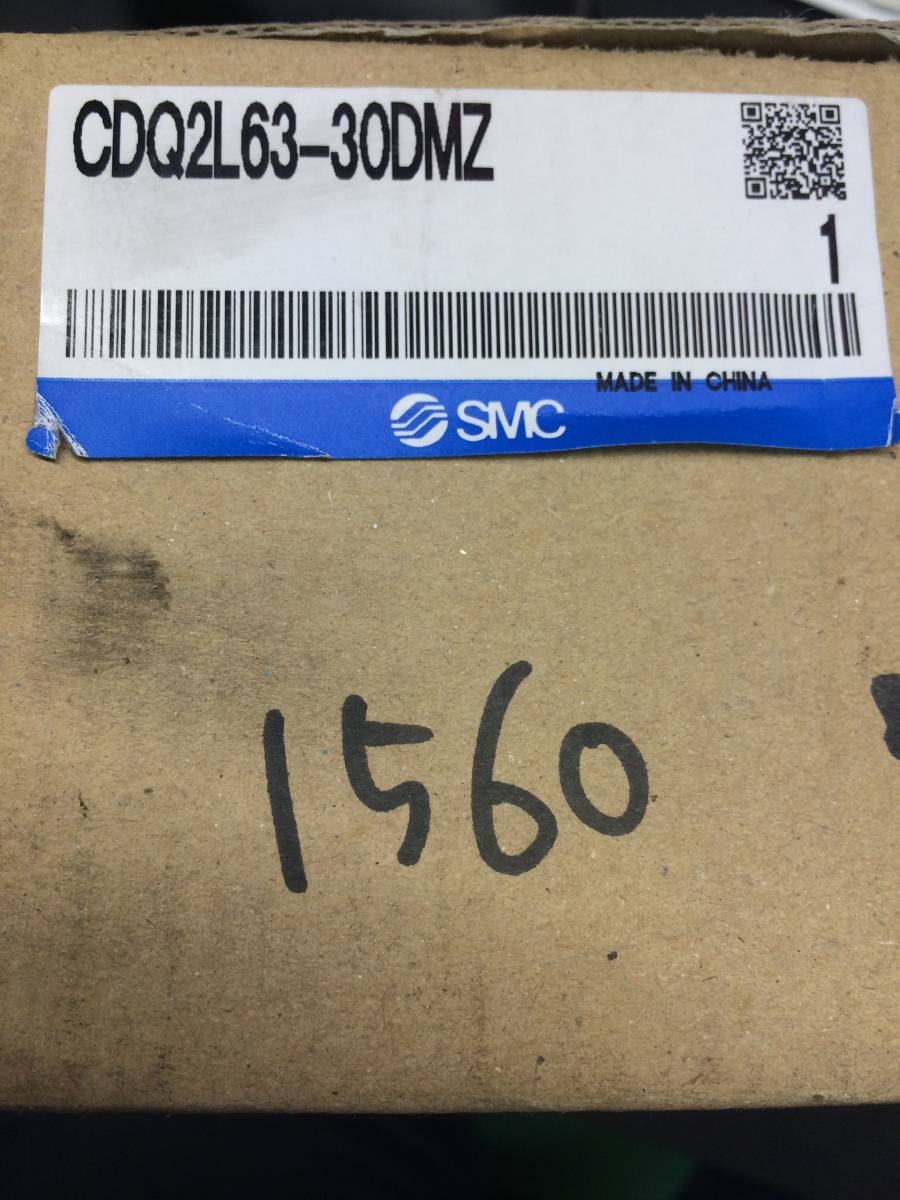 CDQ2L63-30DMZ
1
MADE IN CHINA
SMC
1560